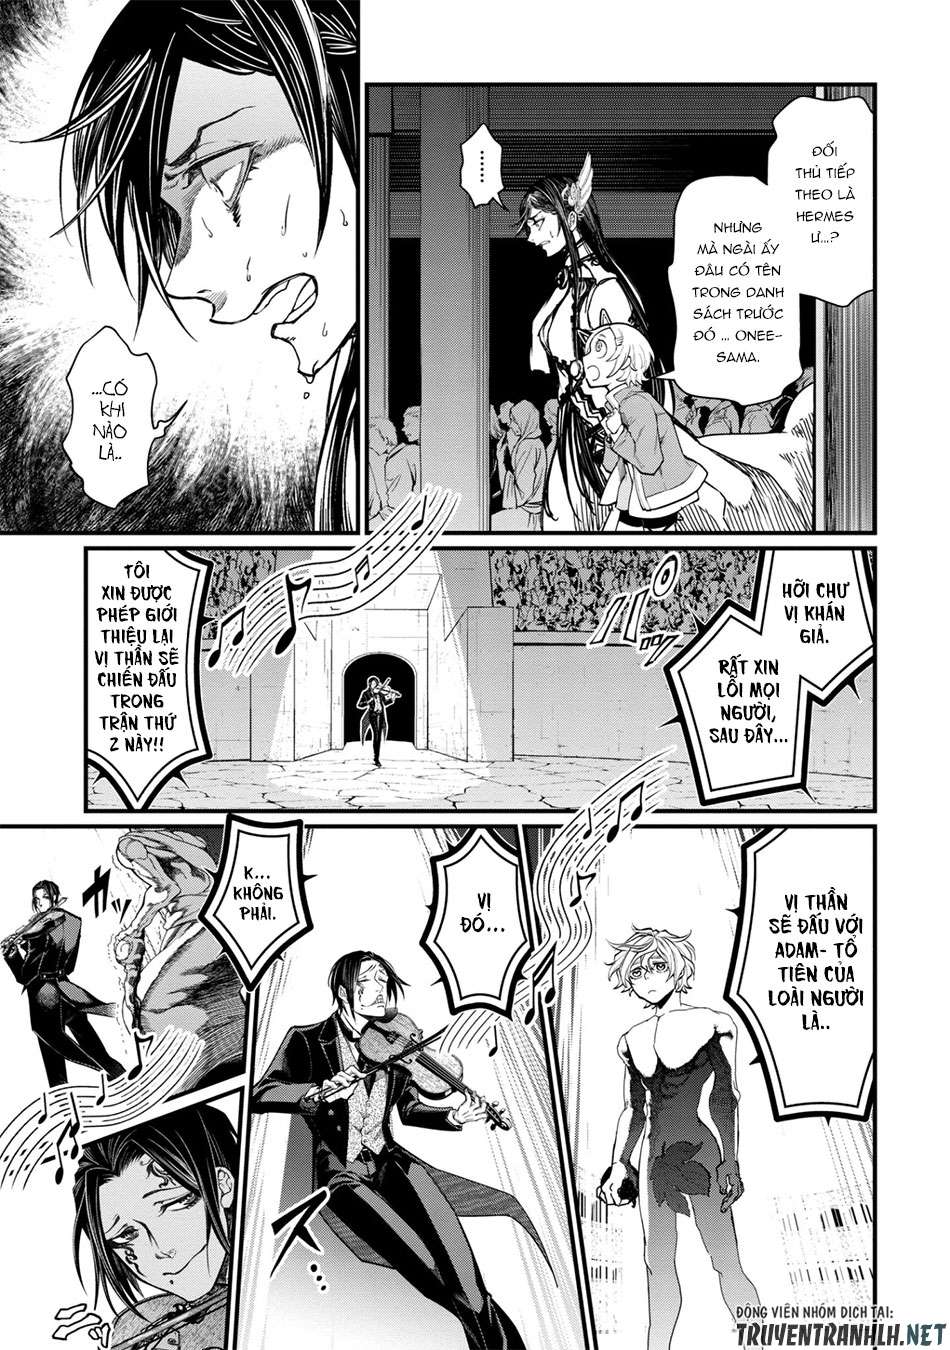 ĐỐI
THỦ TIẾP
THEO LÀ
HERMES
Ư...?
NHƯNG
MÀ NGÀI ẤY
ĐÂU CÓ TÊN
TRONG DANH
SÁCH TRƯỚC
ĐÓ ... ONEE-
SAMA.
......
...CÓ
KHI
NÀO
LÀ..
HỠI CHƯ
VỊ KHÁN
GIẢ.
RẤT XIN
LỖI MỌI
NGƯỜI,
SAU ĐÂY...
TÔI
XIN ĐƯỢC
PHÉP GIỚI
THIỆU LẠI
VỊ THẦN SẼ
CHIẾN ĐẤU
TRONG
TRẬN THỨ
2 NÀY!!
VỊ THẦN
SẼ ĐẤU VỚI
ADAM- TỔ
TIÊN CỦA
LOÀI NGƯỜI
LÀ..
VỊ
ĐÓ...
K...
KHÔNG
PHẢI.
ĐỘNG VIÊN NHÓM DỊCH TẠI:
TRUYENTRANHLH.NET